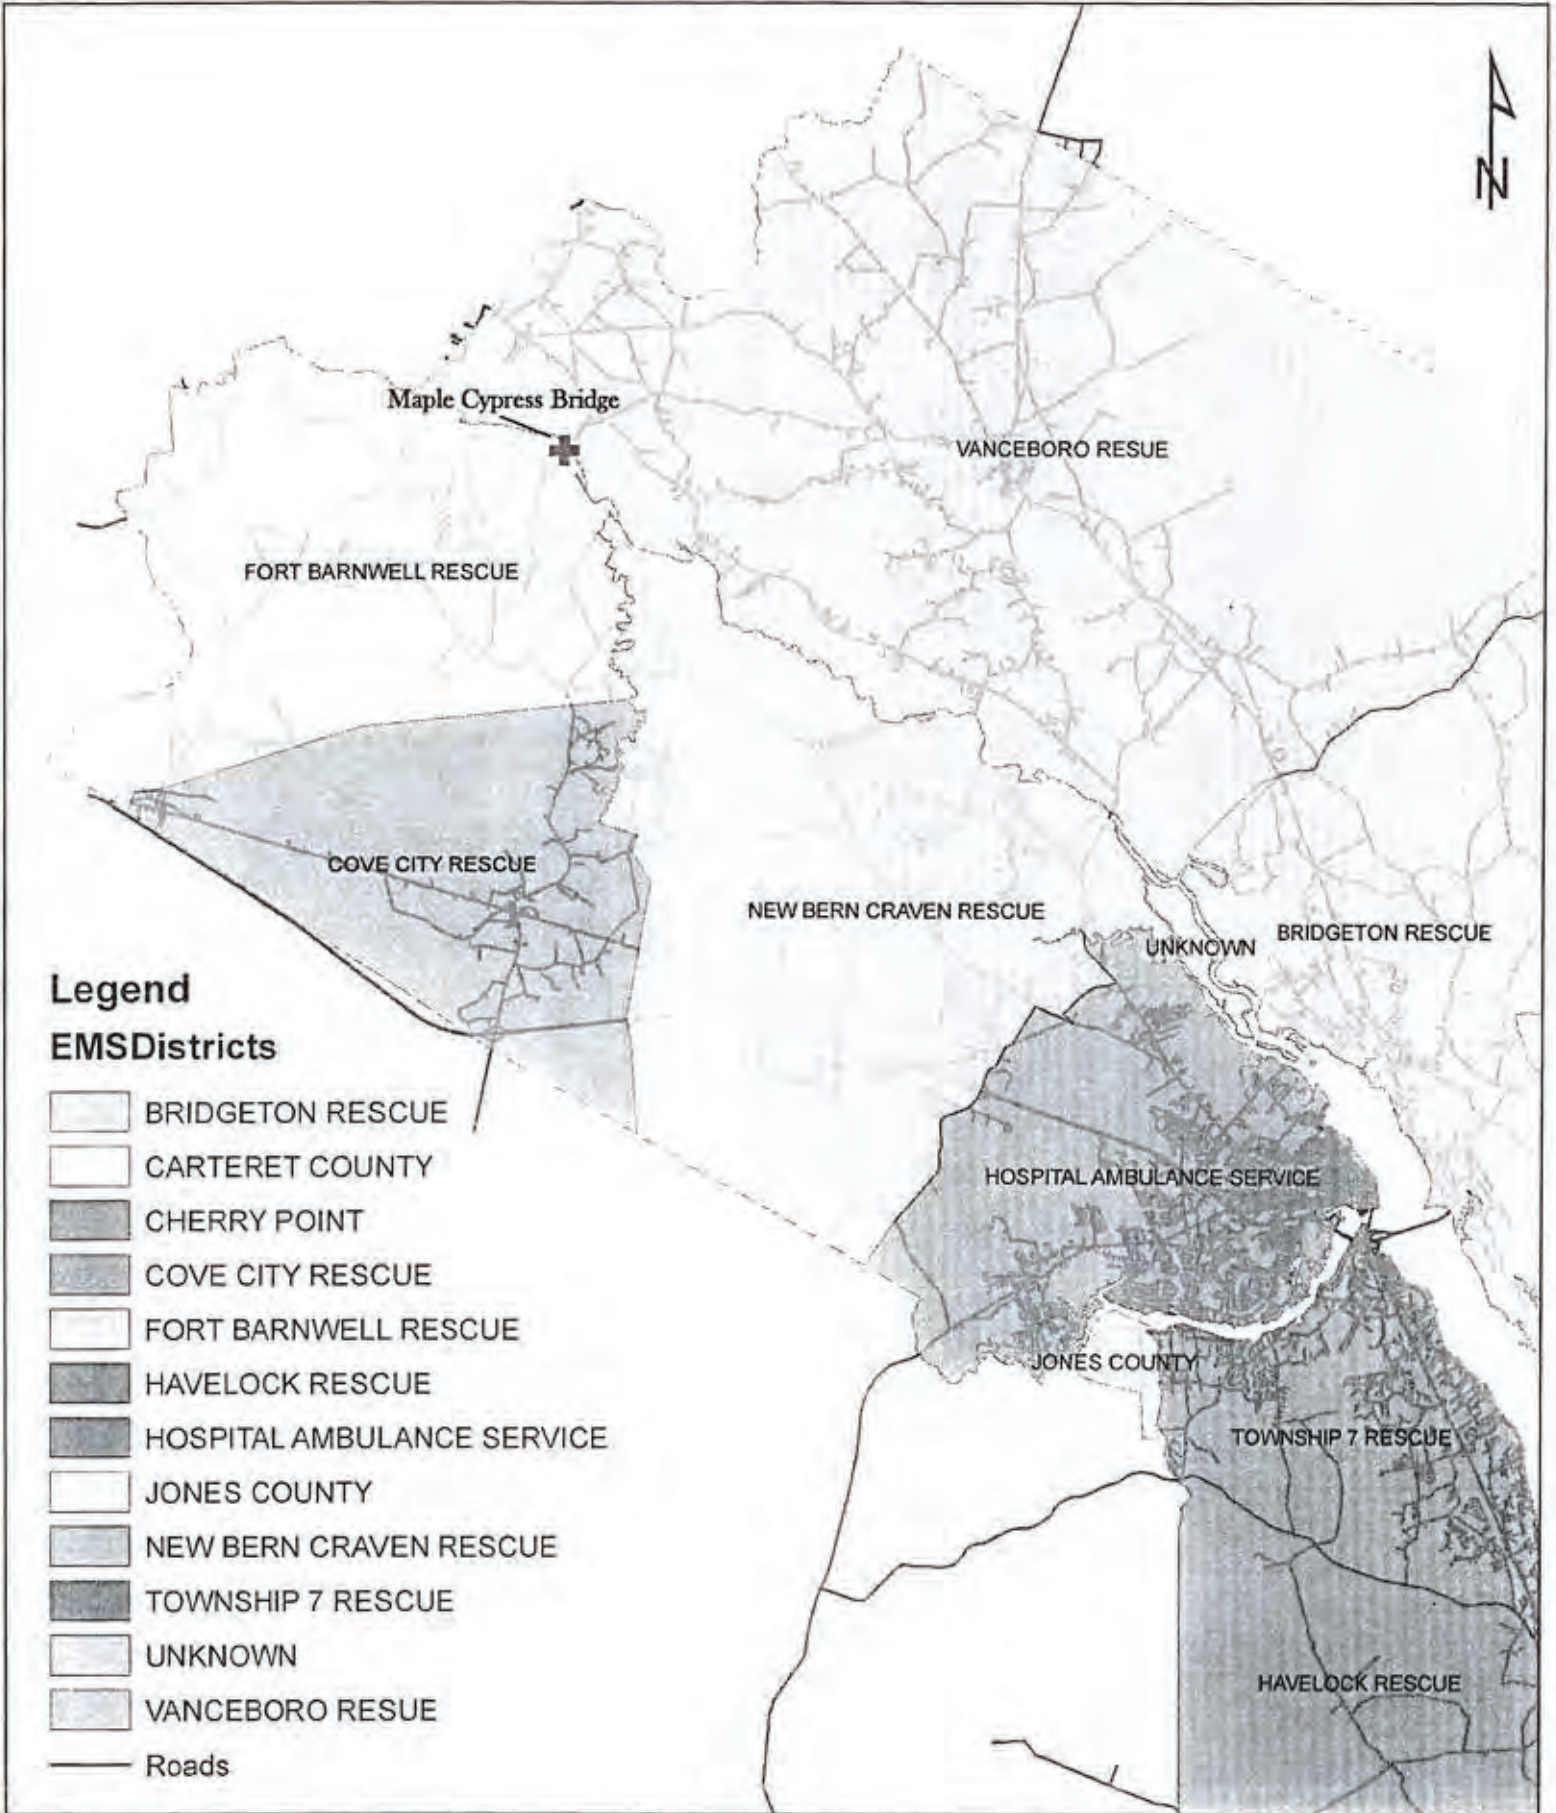 N
Maple Cypress Bridge
VANCEBORO RESUE
FORT BARNWELL RESCUE
COVE CITY RESCUE
NEW BERN CRAVEN RESCUE
UNKNOWN
BRIDGETON RESCUE
HOSPITAL AMBULANCE SERVICE
JONES COUNTY
TOWNSHIP 7 RESCUE
HAVELOCK RESCUE
Legend
EMSDistricts
BRIDGETON RESCUE
CARTERET COUNTY
CHERRY POINT
COVE CITY RESCUE
FORT BARNWELL RESCUE
HAVELOCK RESCUE
HOSPITAL AMBULANCE SERVICE
JONES COUNTY
NEW BERN CRAVEN RESCUE
TOWNSHIP 7 RESCUE
UNKNOWN
VANCEBORO RESUE
Roads